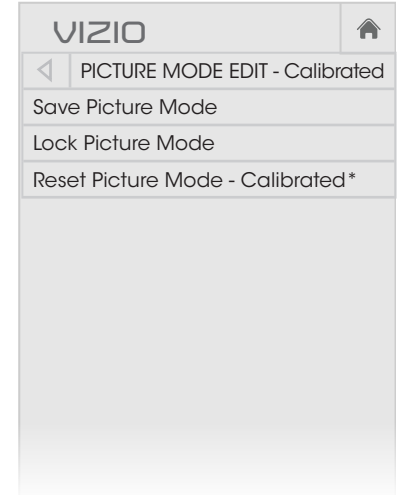 VIZIO
PICTURE MODE EDIT - Calibrated
Save Picture Mode
Lock Picture Mode
Reset Picture Mode - Calibrated*